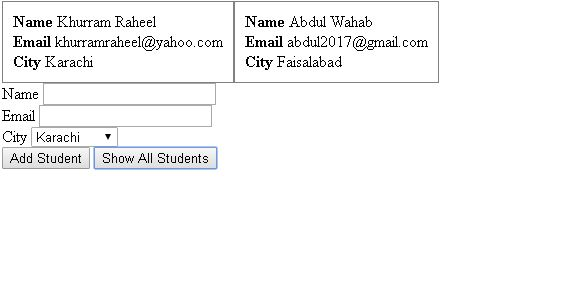 Name Khurram Raheel
Email khurramraheel@yahoo.com
City Karachi
Name Abdul Wahab
Email abdul2017@gmail.com
City Faisalabad
Name
Email
City Karachi
Add Student Show All Students